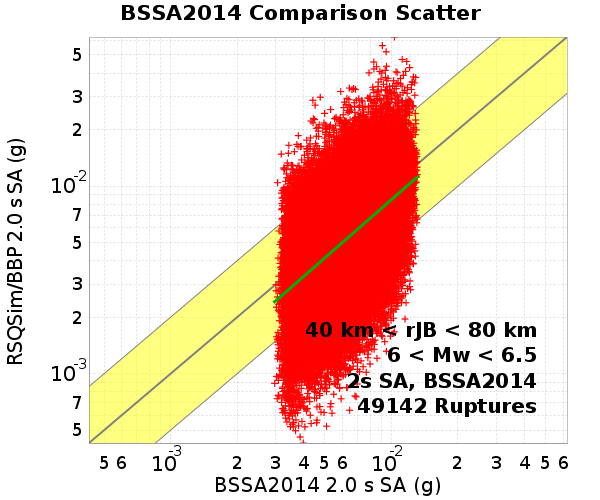 BSSA2014 Comparison Scatter
RSQSim/BBP 2.0 s SA (g)
5
3
2
10-2
7
5
3
2
10-3
7
5
40 km < rJB < 80 km
6 < Mw < 6.5
2s SA, BSSA2014
49142 Ruptures
5 6 10-3 2 3 4 5 6 10-2 2 3 4 5 6
BSSA2014 2.0 s SA (g)